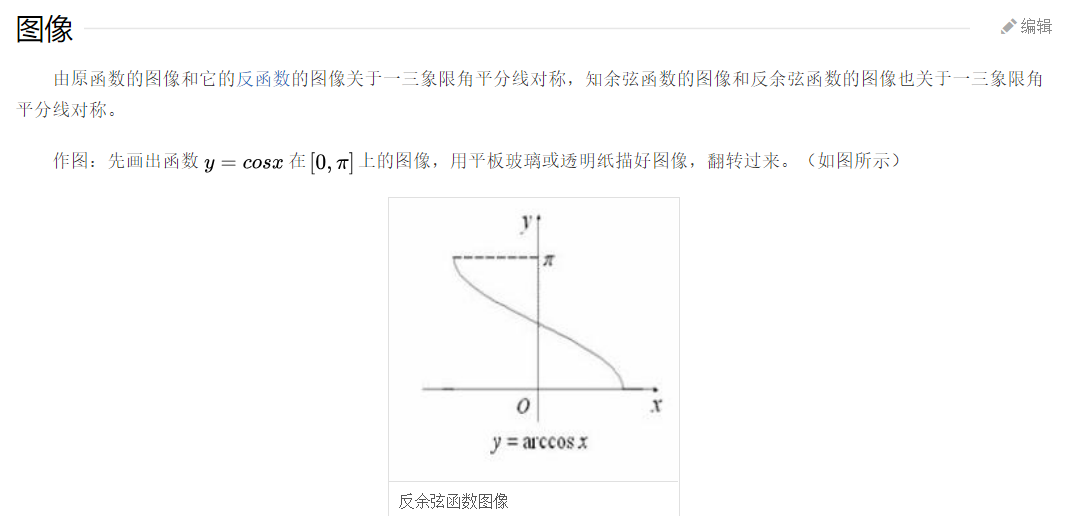 图像
编辑
由原函数的图像和它的反函数的图像关于一三象限角平分线对称，知余弦函数的图像和反余弦函数的图像也关于一三象限角
平分线对称。
作图：先画出函数 y = cosx 在 [0, π] 上的图像，用平板玻璃或透明纸描好图像，翻转过来。（如图所示）
y
π
O
x
y = arccos x
反余弦函数图像